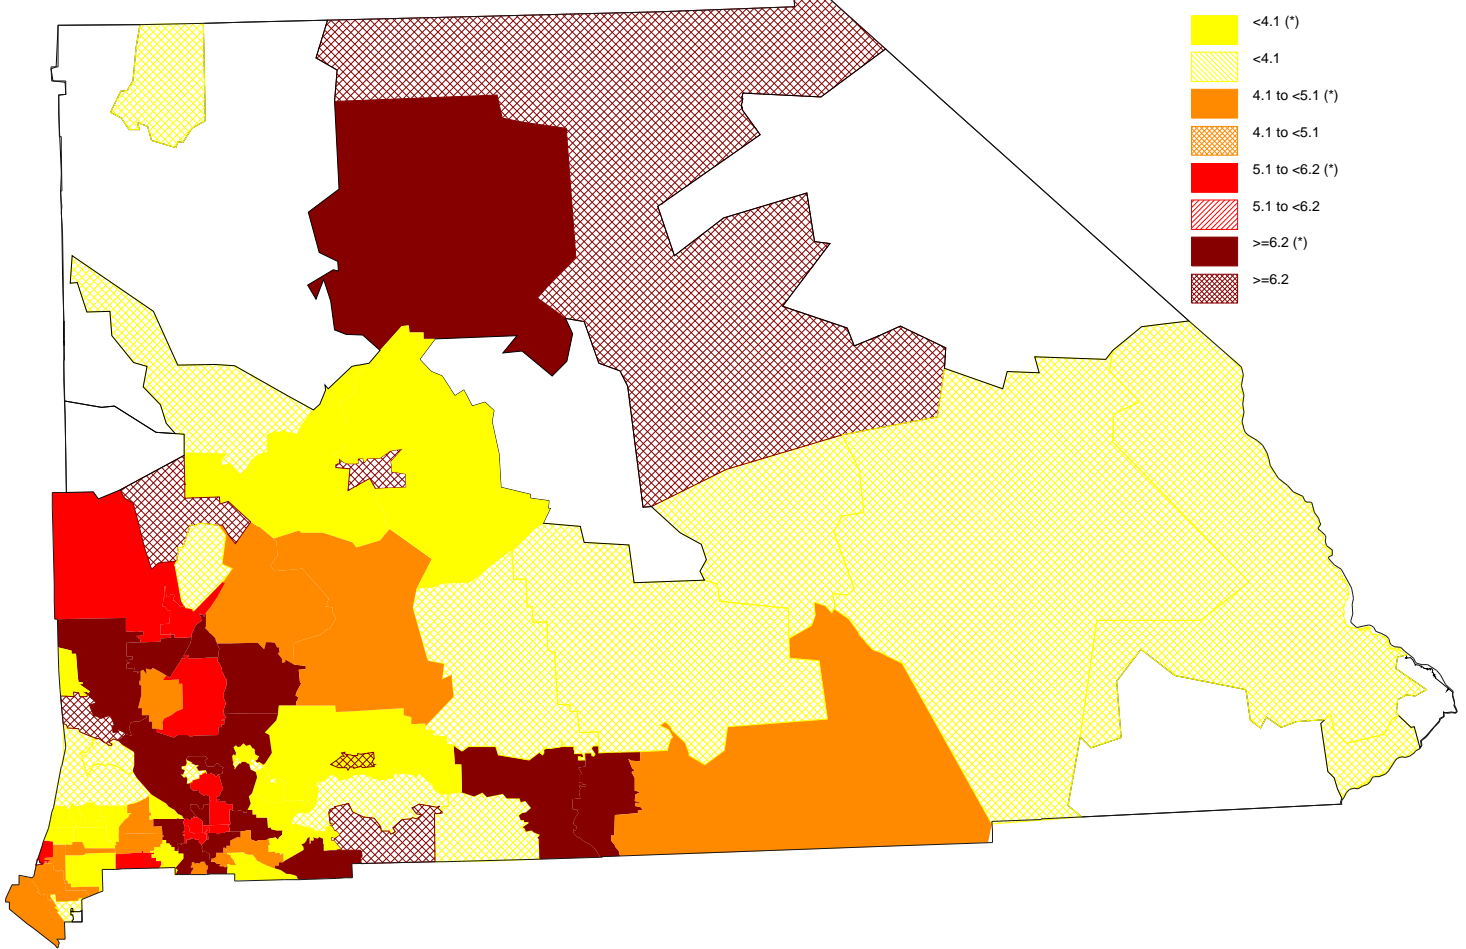 <4.1 (*)
<4.1
4.1 to <5.1 (*)
4.1 to <5.1
5.1 to <6.2 (*)
5.1 to <6.2
>=6.2 (*)
>=6.2